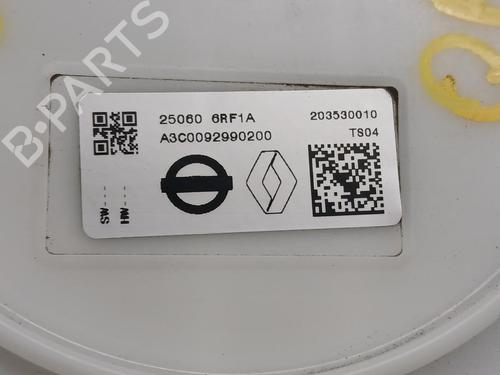 B-PARTS
25060 6RF1A
203530010
A3C0092990200
TS04
SW: ---
HW: ---